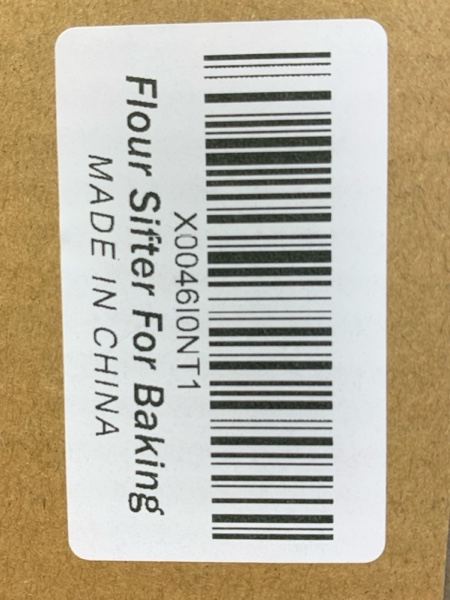 X0046I0NT1
Flour Sifter For Baking
MADE IN CHINA